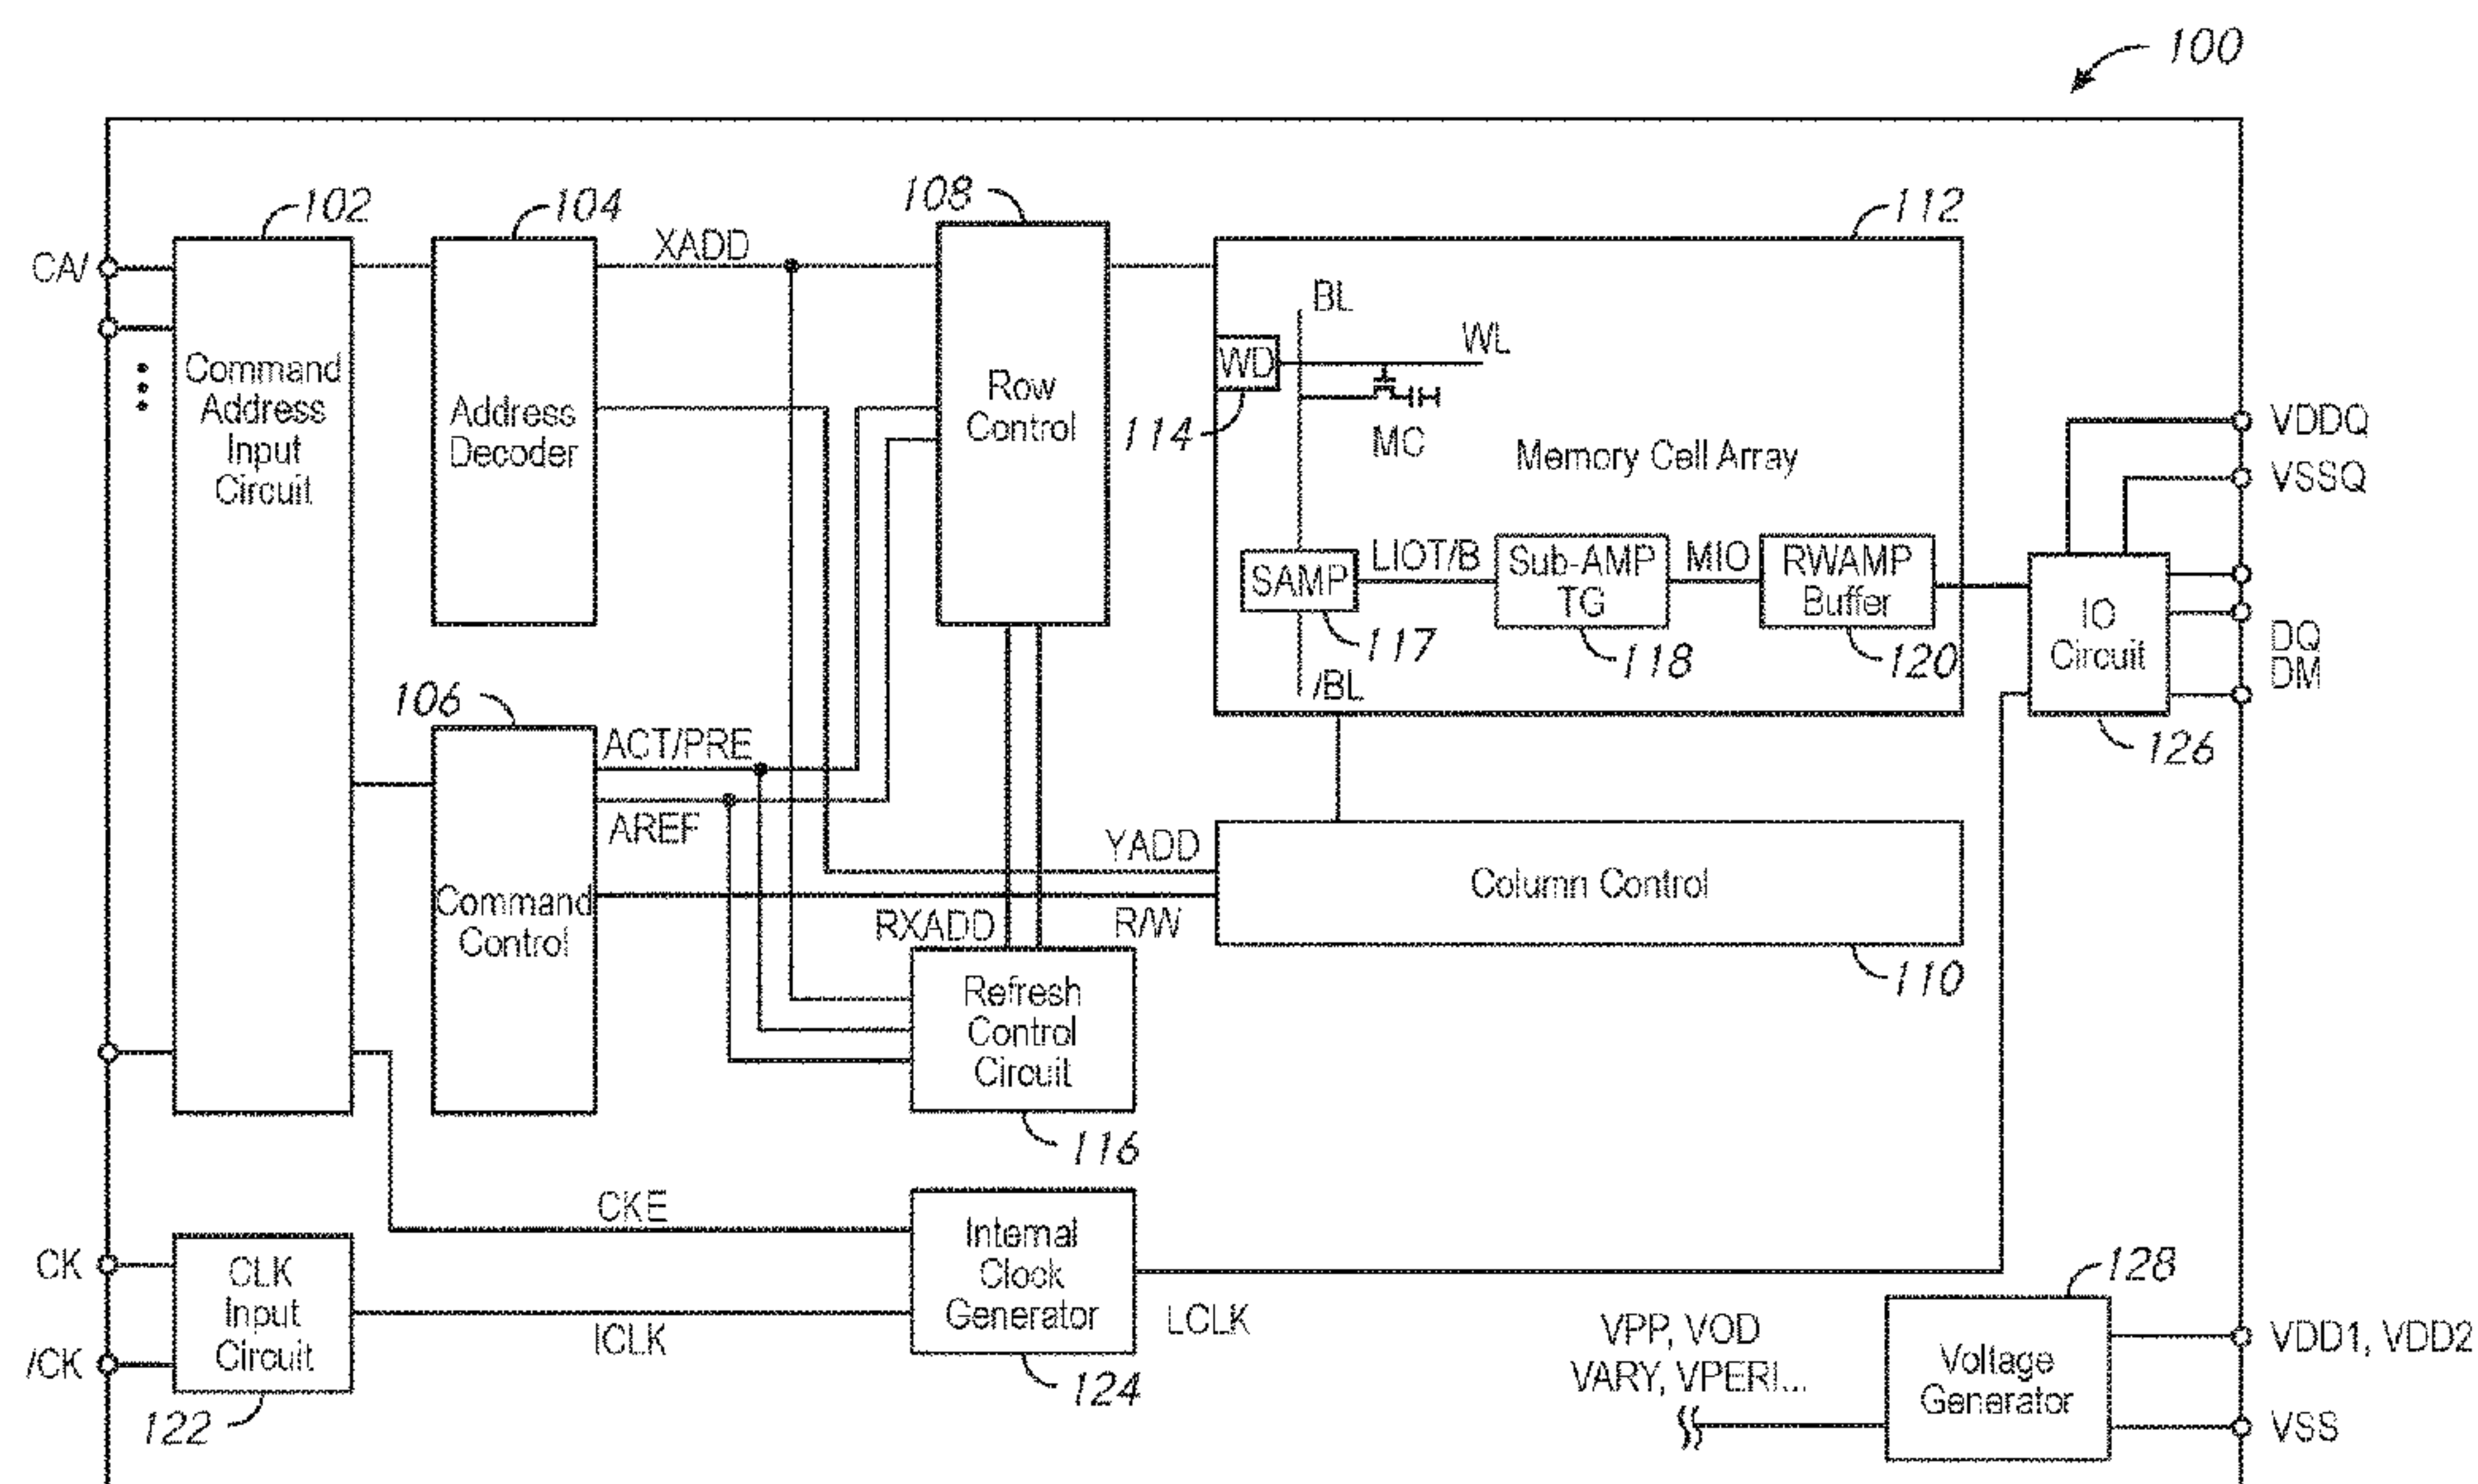 100
102
104
108
112
CA/
XADD
Command
Address
Input
Circuit
Address
Decoder
Row
Control
WD
BL
WL
114
MC
Memory Cell Array
VDDQ
VSSQ
SAMP
LIOT/B
Sub-AMP
TG
MIO
RWAMP
Buffer
117
118
120
/BL
IO
Circuit
DQ
DM
126
106
ACT/PRE
AREF
Command
Control
YADD
R/W
RXADD
Column Control
110
Refresh
Control
Circuit
116
CKE
CK
/CK
CLK
Input
Circuit
122
ICLK
Internal
Clock
Generator
124
LCLK
VPP, VOD
VARY, VPERI...
128
Voltage
Generator
VDD1, VDD2
VSS